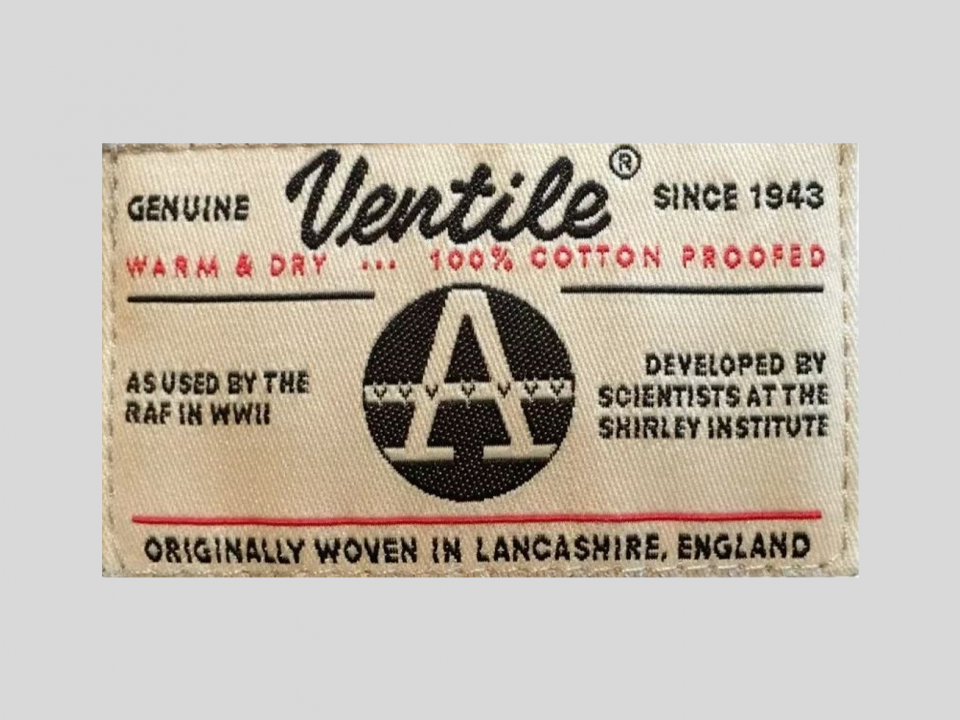 GENUINE Ventile® SINCE 1943
WARM & DRY ... 100% COTTON PROOFED
A
AS USED BY THE
RAF IN WWII
DEVELOPED BY
SCIENTISTS AT THE
SHIRLEY INSTITUTE
ORIGINALLY WOVEN IN LANCASHIRE, ENGLAND